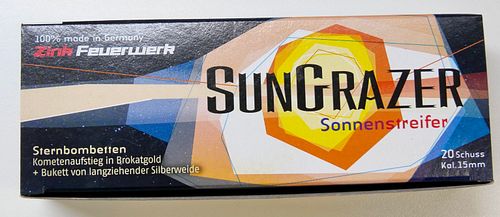 100% made in Germany
Zink Feuerwerk
SunGrazer
Sonnenstreifer
Sternbombetten
Kometenaufstieg in Brokatgold
+ Bukett von langziehender Silberweide
20 Schuss
Kal. 15mm